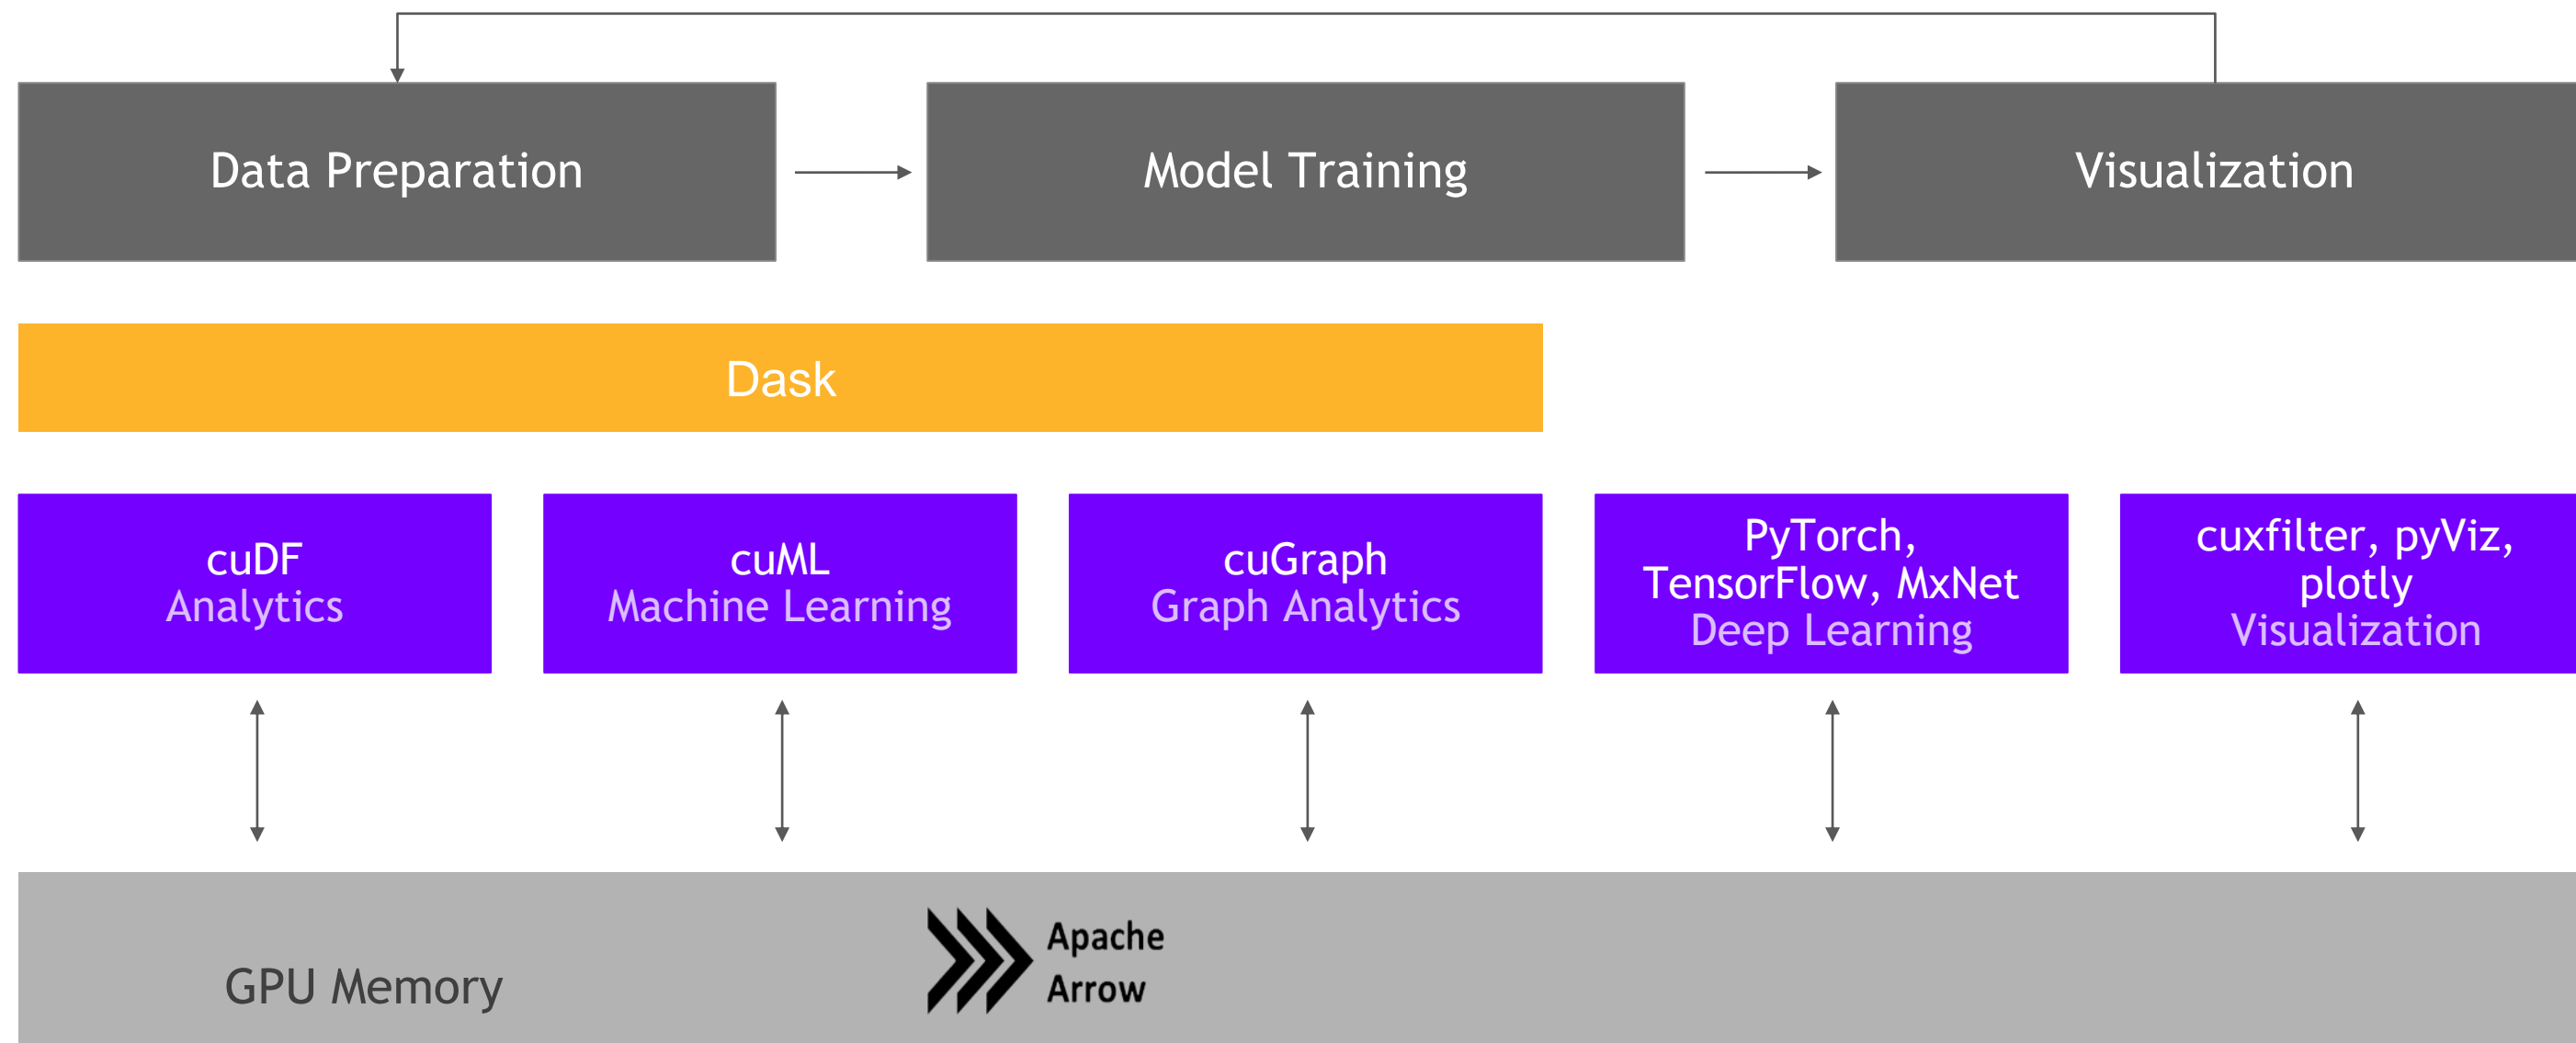 Data Preparation
Model Training
Visualization
Dask
cuDF
Analytics
cuML
Machine Learning
cuGraph
Graph Analytics
PyTorch,
TensorFlow, MxNet
Deep Learning
cuxfilter, pyViz,
plotly
Visualization
GPU Memory
Apache
Arrow